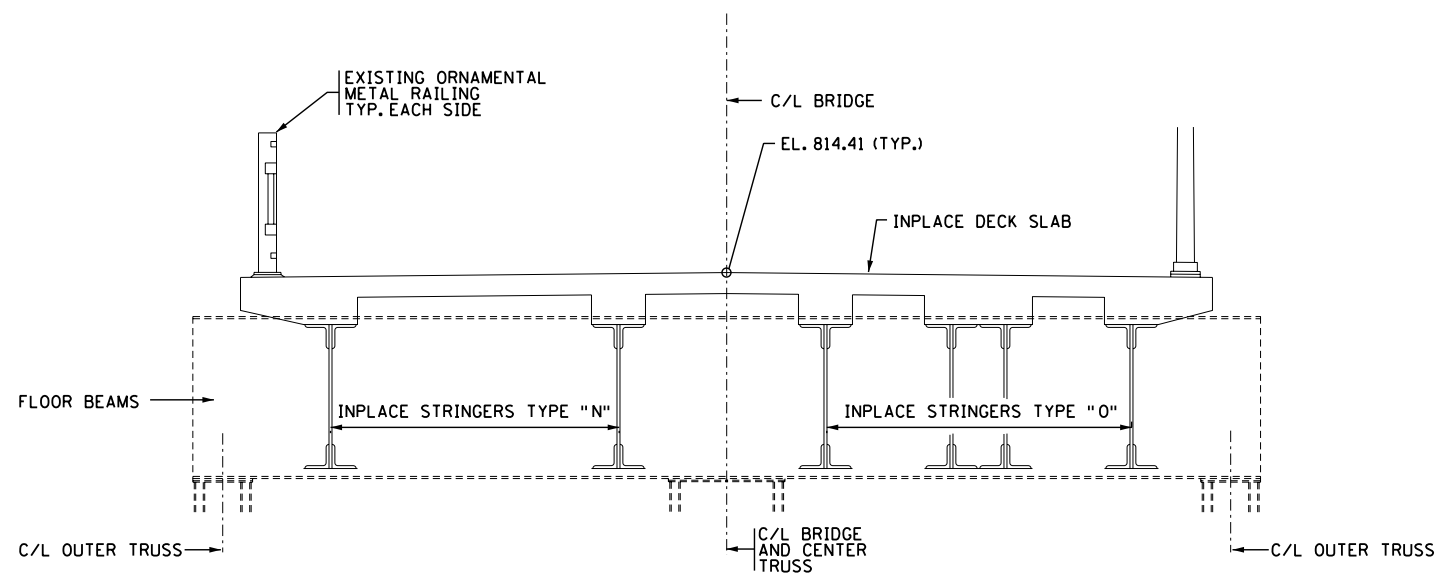 EXISTING ORNAMENTAL
METAL RAILING
TYP. EACH SIDE
C/L BRIDGE
EL. 814.41 (TYP.)
INPLACE DECK SLAB
FLOOR BEAMS
INPLACE STRINGERS TYPE "N"
INPLACE STRINGERS TYPE "O"
C/L OUTER TRUSS
C/L BRIDGE
AND CENTER
TRUSS
C/L OUTER TRUSS